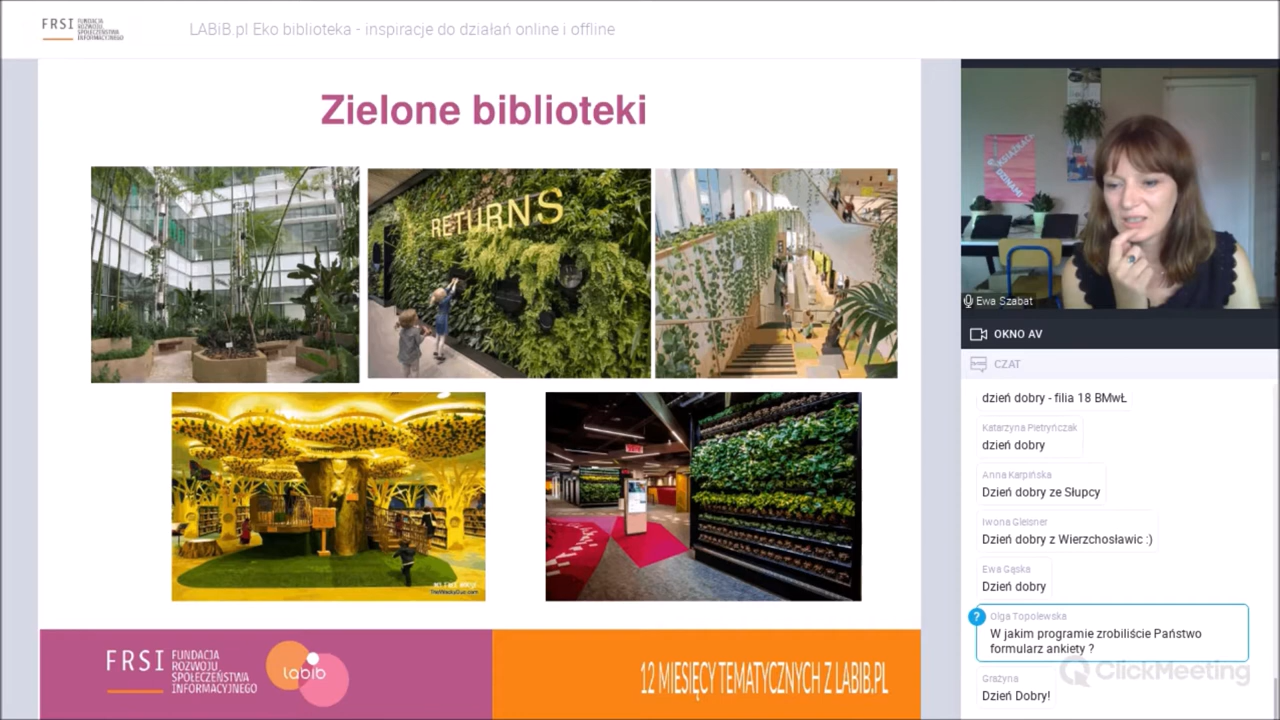 FRSI FUNDACJA
ROZWOJU
SPOŁECZEŃSTWA
INFORMACYJNEGO
LABiB.pl Eko biblioteka - inspiracje do działań online i offline
Zielone biblioteki
RETURNS
TheWackyDuo.com
FRSI FUNDACJA
ROZWOJU
SPOŁECZEŃSTWA
INFORMACYJNEGO
labib
12 MIESIĘCY TEMATYCZNYCH Z LABIB.PL
Ewa Szabat
OKNO AV
CZAT
dzień dobry - filia 18 BMwŁ
Katarzyna Pietryńczak
dzień dobry
Anna Karpińska
Dzień dobry ze Słupcy
Iwona Gleisner
Dzień dobry z Wierzchosławic :)
Ewa Gąska
Dzień dobry
?
Olga Topolewska
W jakim programie zrobiliście Państwo
formularz ankiety ?
ClickMeeting
Grażyna
Dzień Dobry!